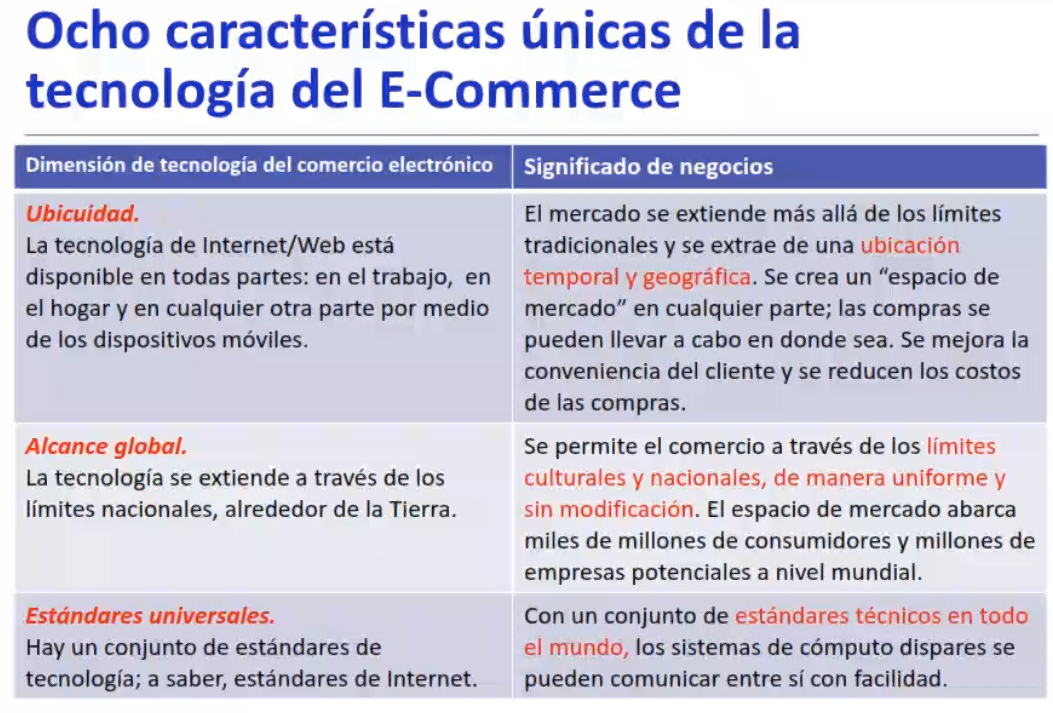 Ocho características únicas de la
tecnología del E-Commerce
Dimensión de tecnología del comercio electrónico
Significado de negocios
Ubicuidad.
La tecnología de Internet/Web está
disponible en todas partes: en el trabajo, en
el hogar y en cualquier otra parte por medio
de los dispositivos móviles.
El mercado se extiende más allá de los límites
tradicionales y se extrae de una ubicación
temporal y geográfica. Se crea un “espacio de
mercado” en cualquier parte; las compras se
pueden llevar a cabo en donde sea. Se mejora la
conveniencia del cliente y se reducen los costos
de las compras.
Alcance global.
La tecnología se extiende a través de los
límites nacionales, alrededor de la Tierra.
Se permite el comercio a través de los límites
culturales y nacionales, de manera uniforme y
sin modificación. El espacio de mercado abarca
miles de millones de consumidores y millones de
empresas potenciales a nivel mundial.
Estándares universales.
Hay un conjunto de estándares de
tecnología; a saber, estándares de Internet.
Con un conjunto de estándares técnicos en todo
el mundo, los sistemas de cómputo dispares se
pueden comunicar entre sí con facilidad.